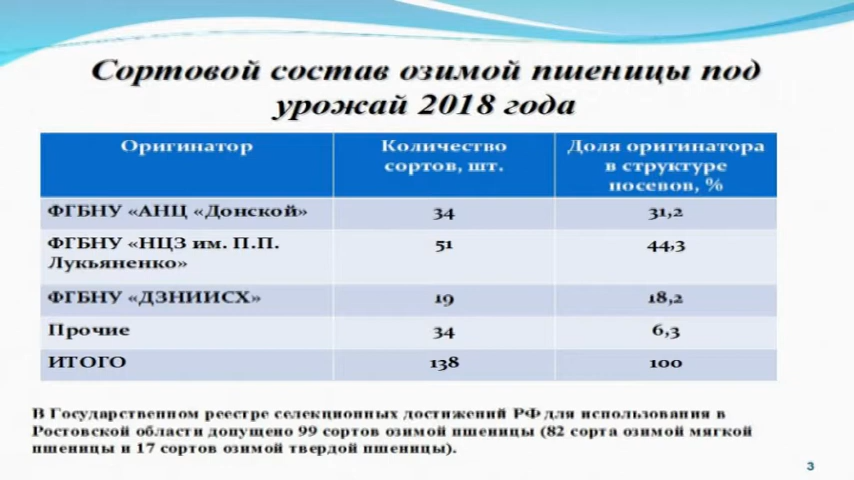 Сортовой состав озимой пшеницы под
урожай 2018 года
Оригинатор
Количество
сортов, шт.
Доля оригинатора
в структуре
посевов, %
ФГБНУ «АНЦ «Донской»
34
31,2
ФГБНУ «НЦЗ им. П.П.
Лукьяненко»
51
44,3
ФГБНУ «ДЗНИИСХ»
19
18,2
Прочие
34
6,3
ИТОГО
138
100
В Государственном реестре селекционных достижений РФ для использования в
Ростовской области допущено 99 сортов озимой пшеницы (82 сорта озимой мягкой
пшеницы и 17 сортов озимой твердой пшеницы).
3